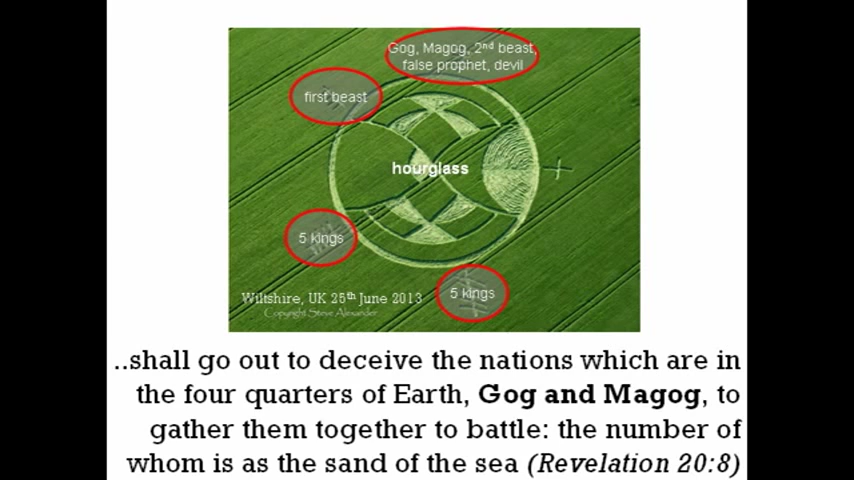 Gog, Magog, 2nd beast,
false prophet, devil
first beast
hourglass
5 kings
5 kings
Wiltshire, UK 25th June 2013
Copyright Steve Alexander
..shall go out to deceive the nations which are in
the four quarters of Earth, Gog and Magog, to
gather them together to battle: the number of
whom is as the sand of the sea (Revelation 20:8)